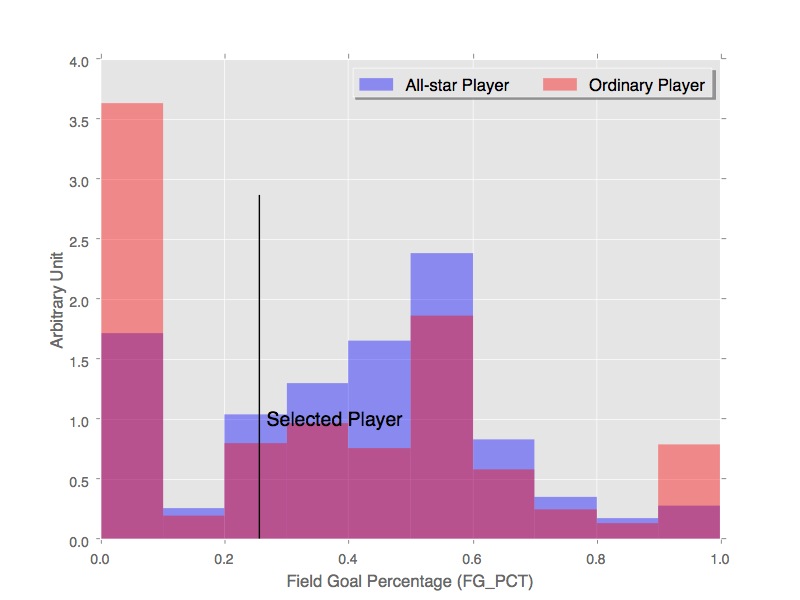 4.0
3.5
3.0
2.5
2.0
1.5
1.0
0.5
0.0
Arbitrary Unit
All-star Player Ordinary Player
Selected Player
0.0 0.2 0.4 0.6 0.8 1.0
Field Goal Percentage (FG_PCT)